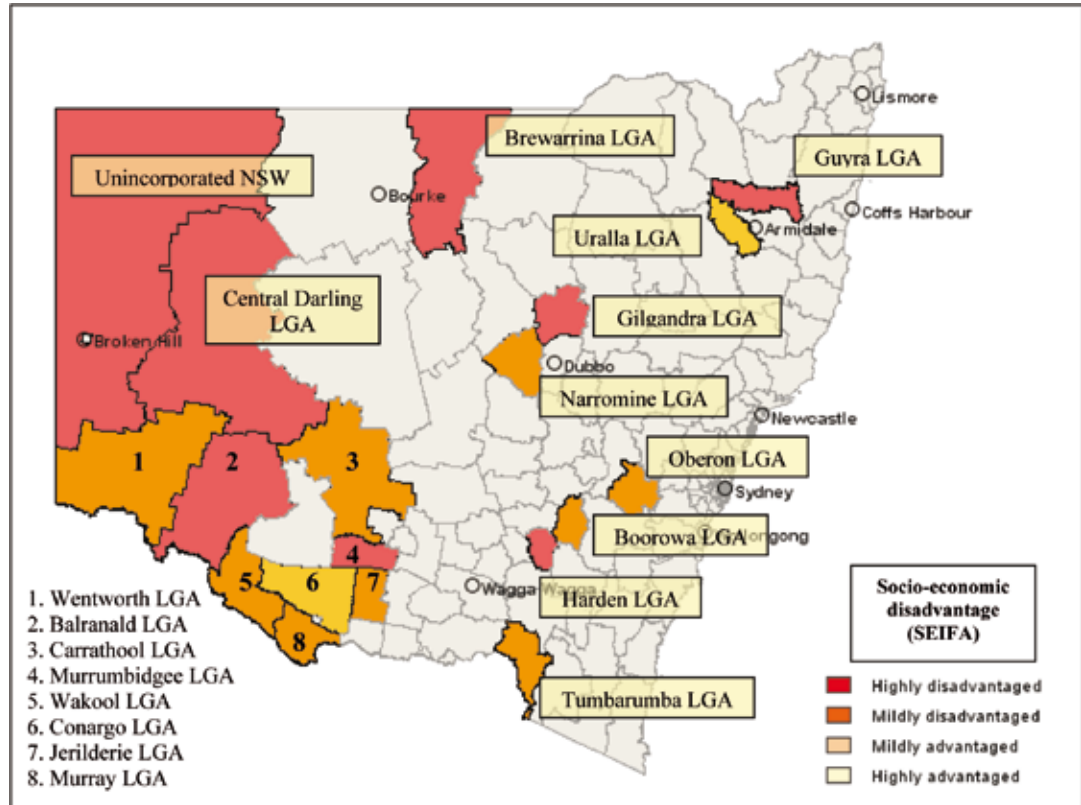 Lismore
Brewarrina LGA
Guyra LGA
Unincorporated NSW
Bourke
Coffs Harbour
Uralla LGA
Armidale
Central Darling
LGA
Gilgandra LGA
Broken Hill
Dubbo
Narromine LGA
Newcastle
Oberon LGA
1
2
3
Sydney
Boorowa LGA
4
5
6
7
Wagga Wagga
Harden LGA
8
Tumbarumba LGA
1. Wentworth LGA
2. Balranald LGA
3. Carrathool LGA
4. Murrumbidgee LGA
5. Wakool LGA
6. Conargo LGA
7. Jerilderie LGA
8. Murray LGA
Socio-economic
disadvantage
(SEIFA)
Highly disadvantaged
Mildly disadvantaged
Mildly advantaged
Highly advantaged